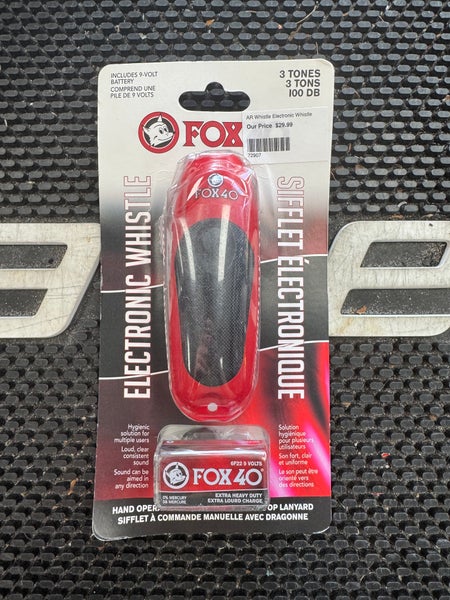 INCLUDES 9-VOLT
BATTERY
COMPREND UNE
PILE DE 9 VOLTS
3 TONES
3 TONS
100 DB
FOX
AR Whistle Electronic Whistle
Our Price $29.99
72907
FOX40
ELECTRONIC WHISTLE
SIFFLET ÉLECTRONIQUE
Hygienic
solution for
multiple users
Loud, clear
consistent
sound
Sound can be
aimed in
any direction
Solution
hygiénique
pour plusieurs
utilisateurs
Son fort, clair
et uniforme
Le son peut être
orienté vers
des directions
6F22 9 VOLTS
FOX 40
0% MERCURY
EXTRA HEAVY DUTY
EXTRA LOURD CHARGE
HAND OPER
OP LANYARD
SIFFLET À COMMANDE MANUELLE AVEC DRAGONNE